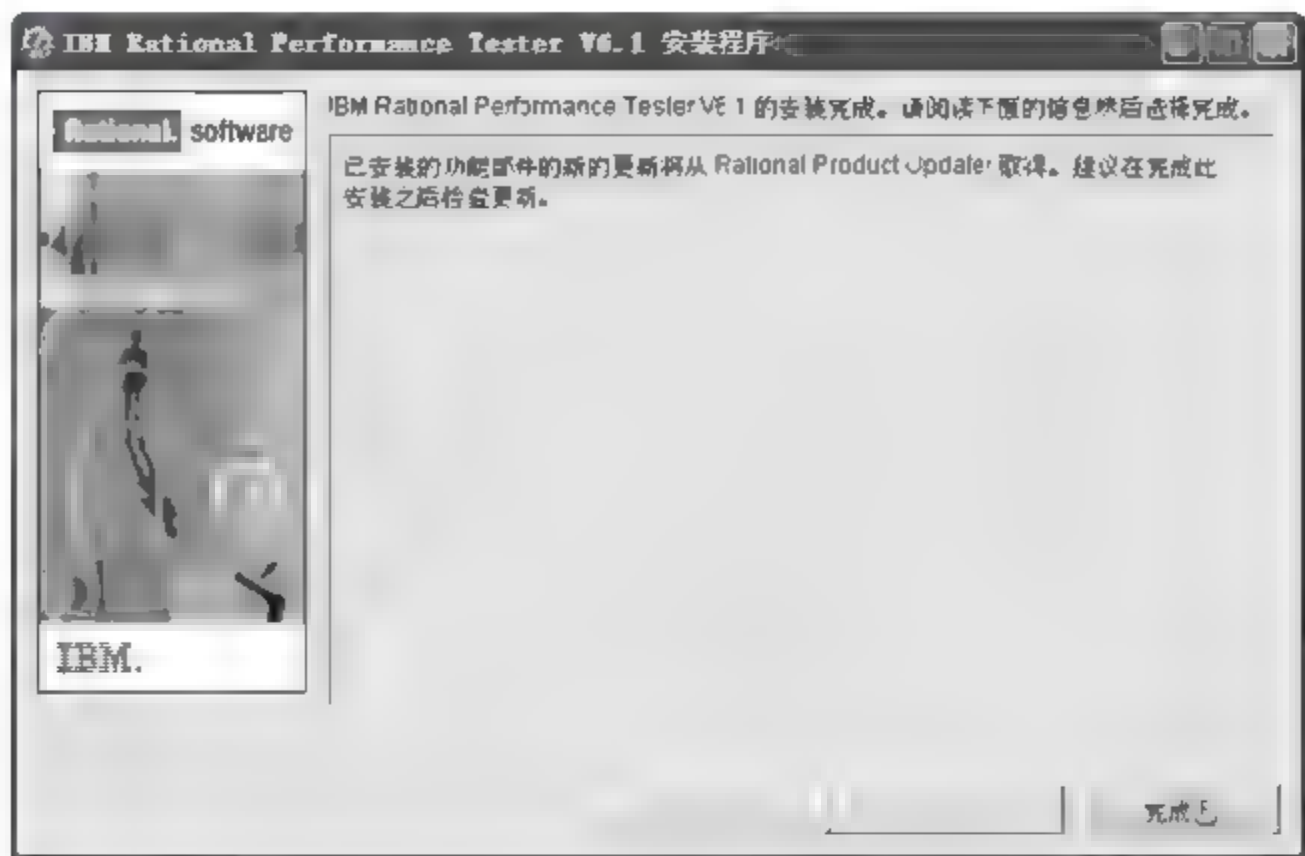 IBM Rational Performance Tester V6.1 安装程序
Rational. software
IBM Rational Performance Tester V6.1 的安装完成。请阅读下面的信息然后选择完成。
已安装的功能部件的新的更新将从 Rational Product Updater 取得。建议在完成此
安装之后检查更新。
IBM.
完成